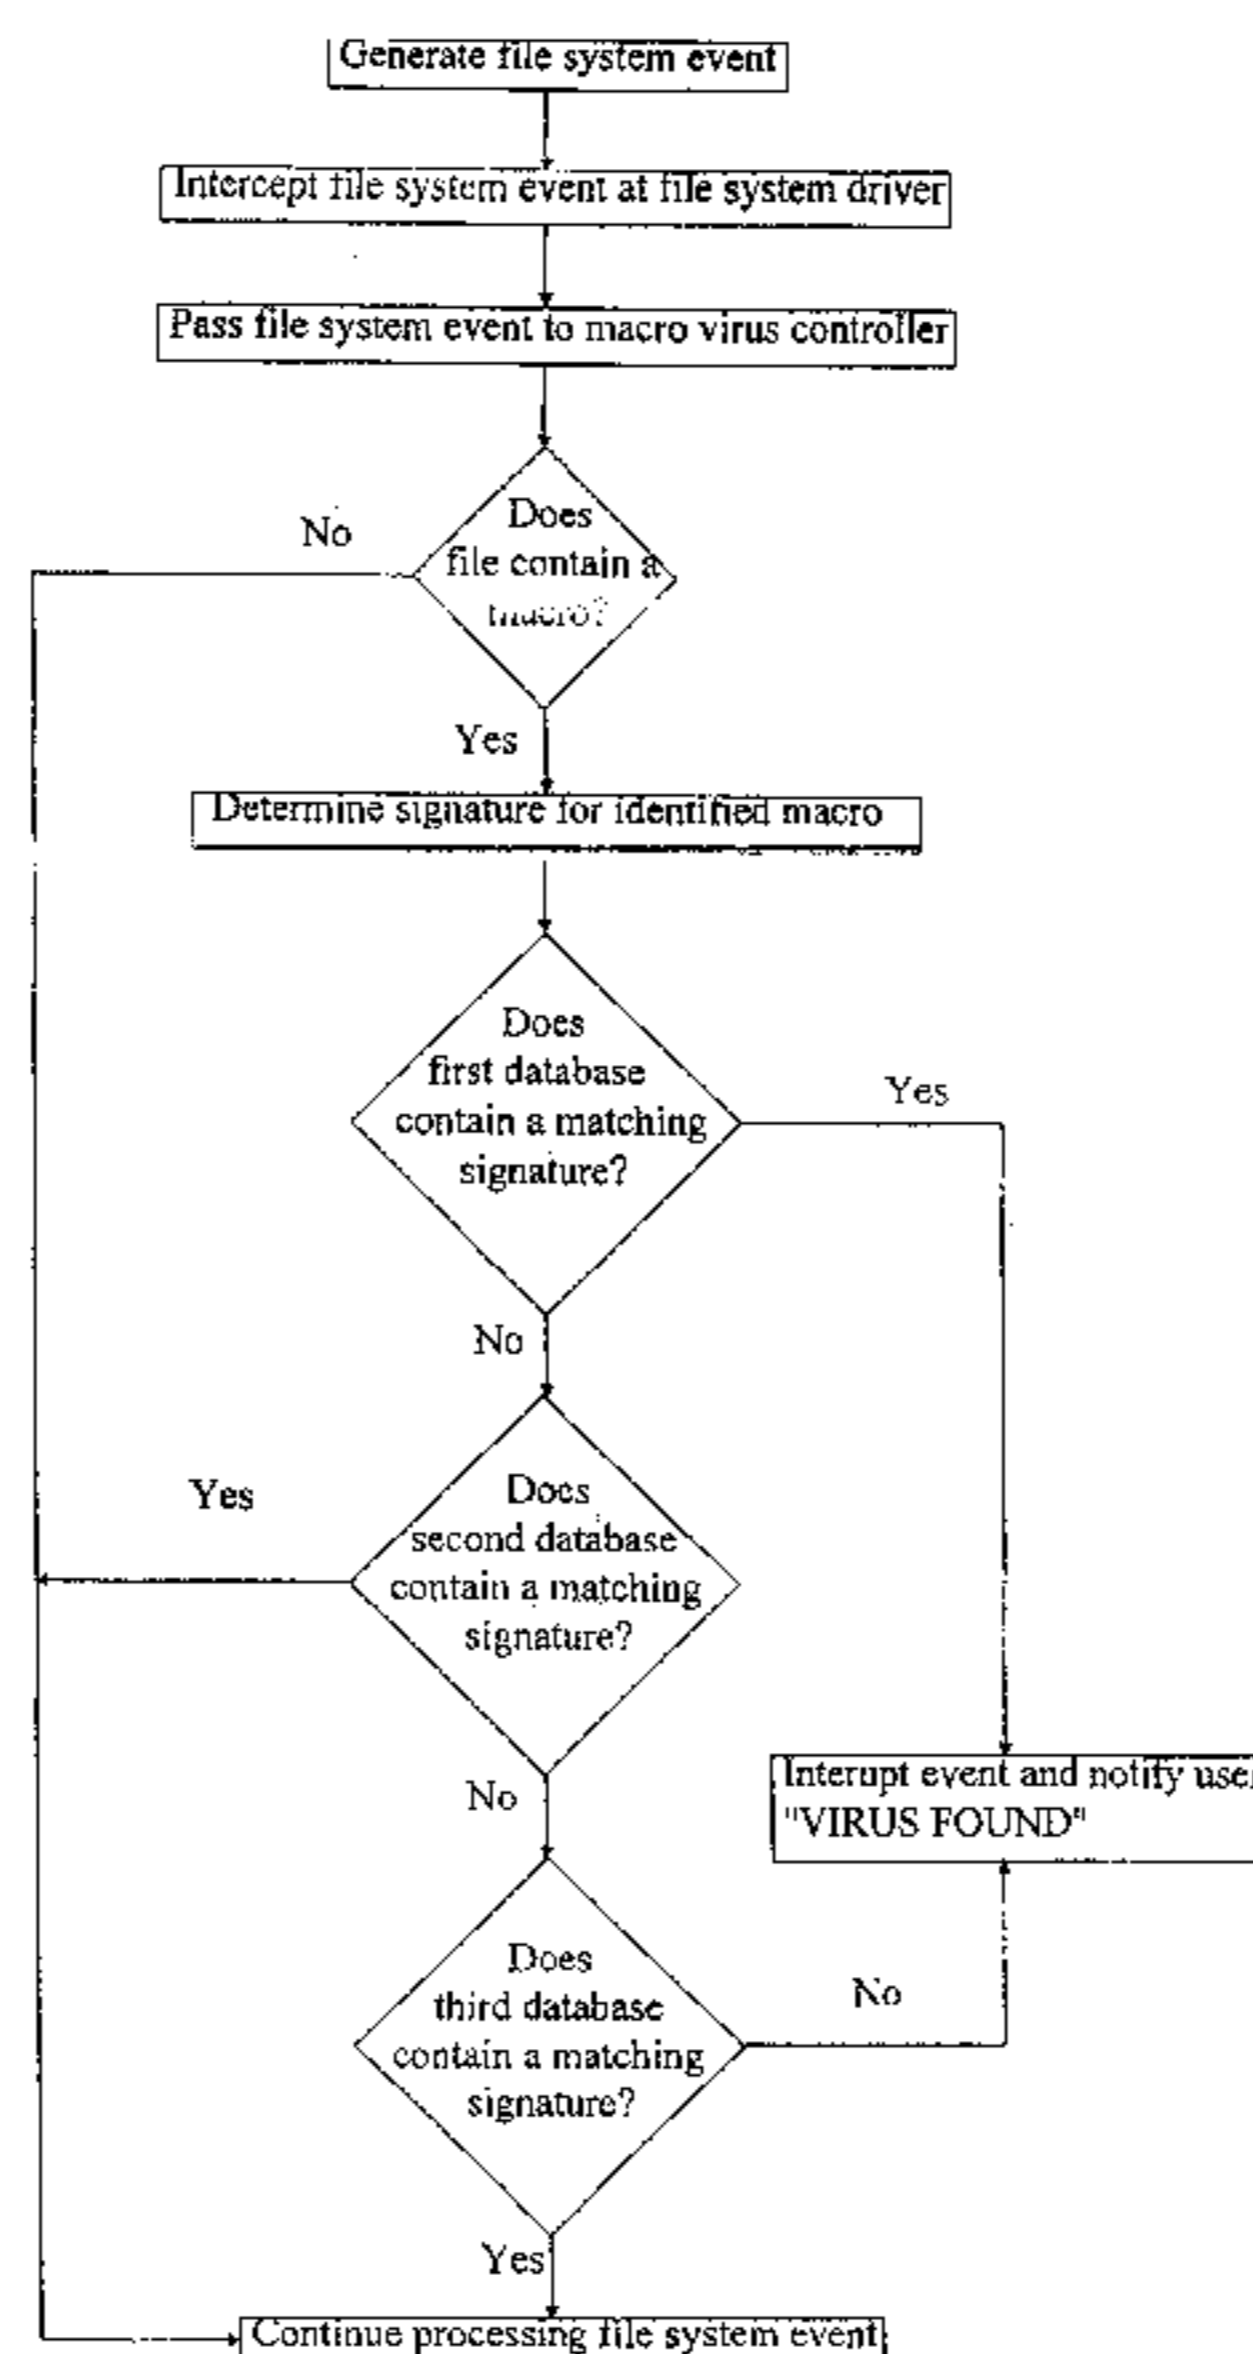 Generate file system event
Intercept file system event at file system driver
Pass file system event to macro virus controller
Does
file contain a
macro?
No
Yes
Determine signature for identified macro
Does
first database
contain a matching
signature?
Yes
No
Does
second database
contain a matching
signature?
Yes
No
Interupt event and notify user
"VIRUS FOUND"
Does
third database
contain a matching
signature?
No
Yes
Continue processing file system event